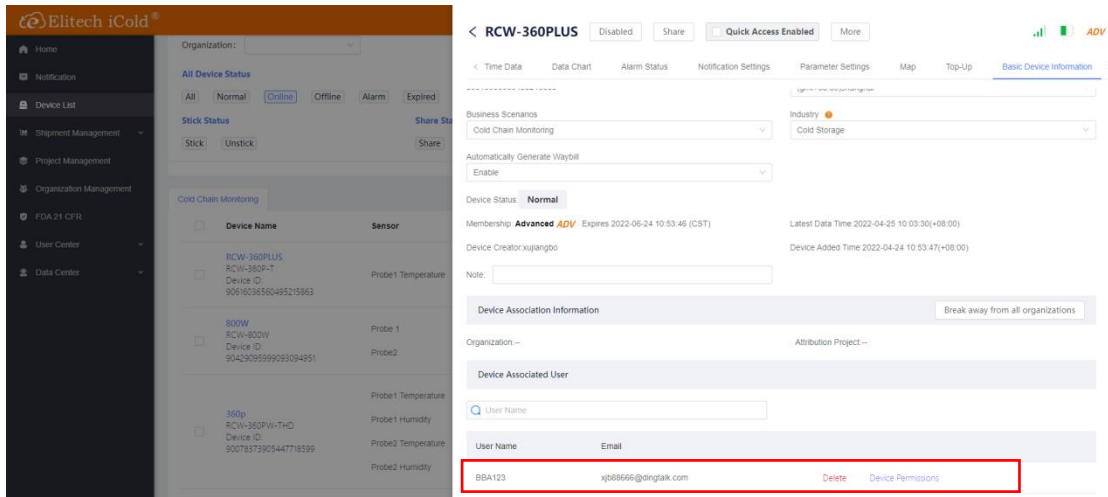 Elitech iCold®
Home
Notification
Device List
Shipment Management
Project Management
Organization Management
FDA 21 CFR
User Center
Data Center
Organization:
All Device Status
All Normal Online Offline Alarm Expired
Stick Status Share Sta
Stick Unstick Share
Cold Chain Monitoring
Device Name Sensor
RCW-360PLUS
RCW-360P-T
Device ID:
90616036560495215863
Probe1 Temperature
800W
RCW-800W
Device ID:
90429095999093094951
Probe 1
Probe2
360p
RCW-360PW-THD
Device ID:
90078373905447718599
Probe1 Temperature
Probe1 Humidity
Probe2 Temperature
Probe2 Humidity
< RCW-360PLUS Disabled Share Quick Access Enabled More ADV
< Time Data Data Chart Alarm Status Notification Settings Parameter Settings Map Top-Up Basic Device Information
Business Scenarios Industry
Cold Chain Monitoring Cold Storage
Automatically Generate Waybill
Enable
Device Status: Normal
Membership: Advanced ADV Expires 2022-06-24 10:53:46 (CST) Latest Data Time:2022-04-25 10:03:30(+08:00)
Device Creator:xujiangbo Device Added Time:2022-04-24 10:53:47(+08:00)
Note:
Device Association Information Break away from all organizations
Organization:-- Attribution Project:--
Device Associated User
User Name
User Name Email
BBA123 xjb88666@dingtalk.com Delete Device Permissions